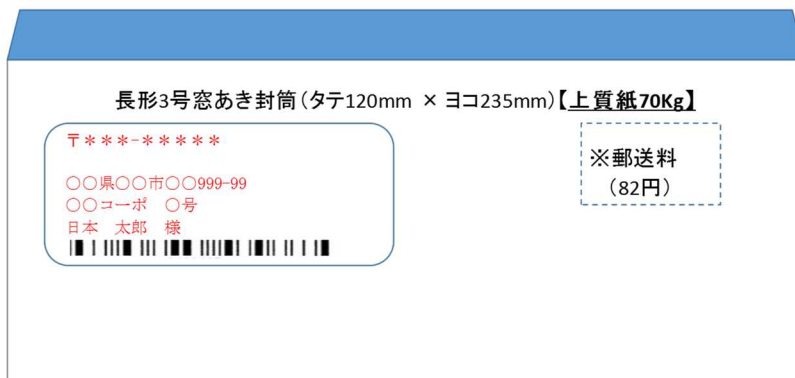 長形3号窓あき封筒(タテ120mm × ヨコ235mm)【上質紙70Kg】
〒***-*****
○○県○○市○○999-99
○○コーポ　○号
日本　太郎　様
※郵送料
(82円)